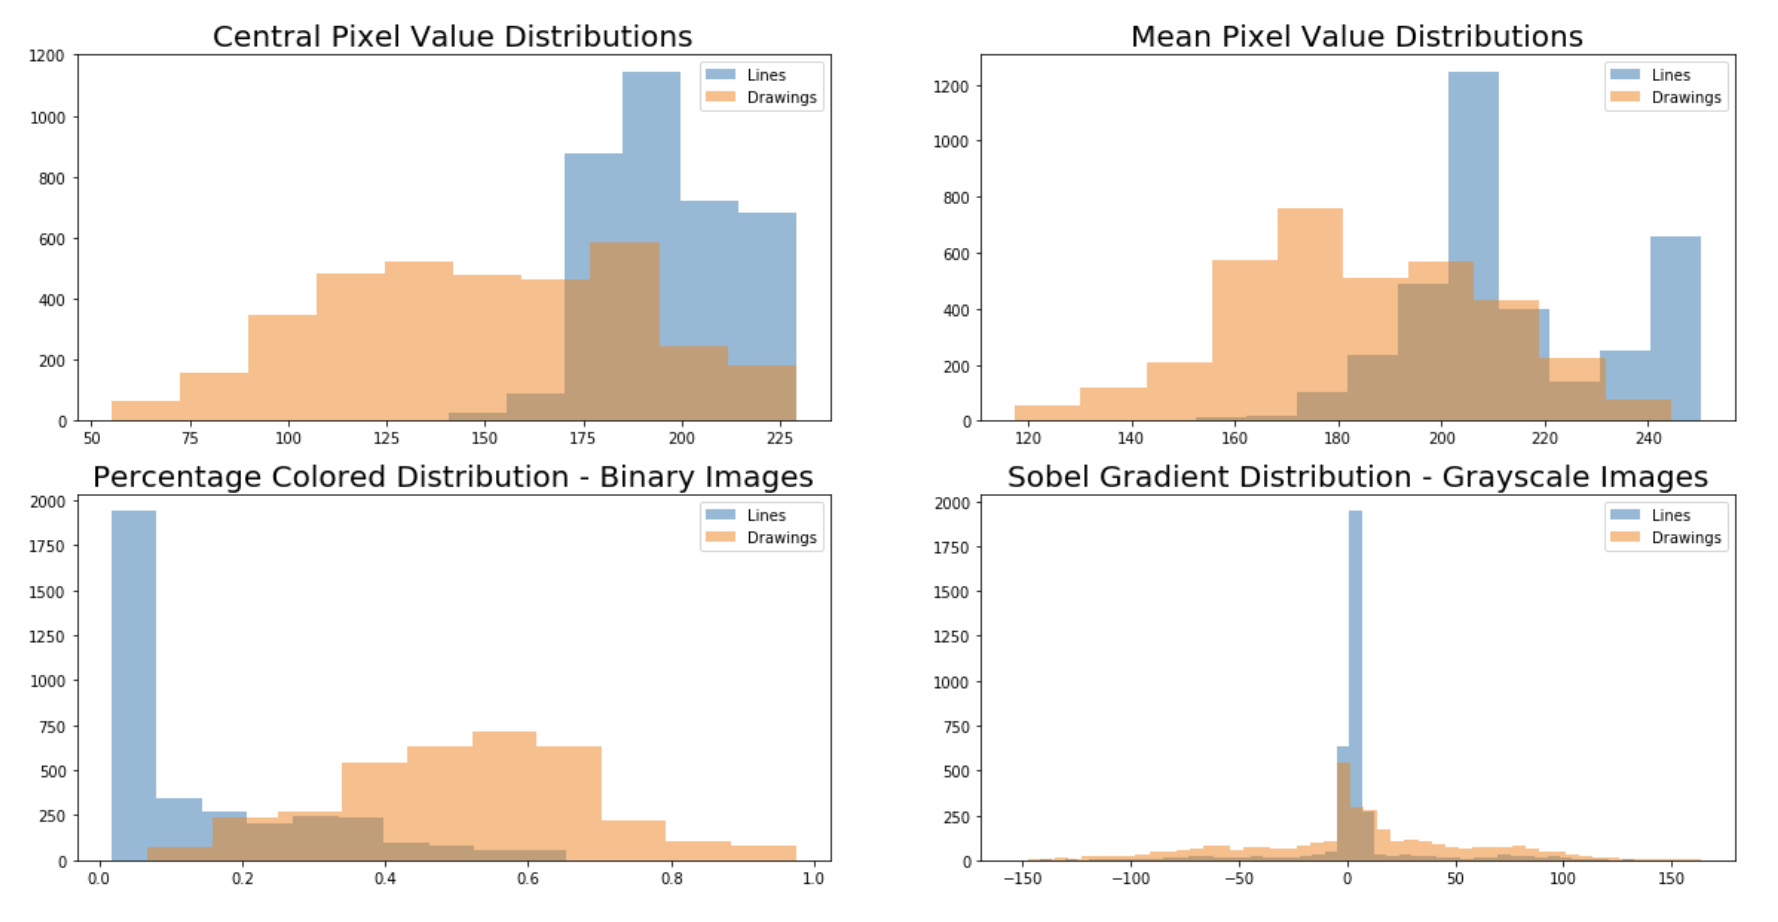 Central Pixel Value Distributions
1200
1000
800
600
400
200
0
50 75 100 125 150 175 200 225
Lines
Drawings
Mean Pixel Value Distributions
1200
1000
800
600
400
200
0
120 140 160 180 200 220 240
Lines
Drawings
Percentage Colored Distribution - Binary Images
2000
1750
1500
1250
1000
750
500
250
0
0.0 0.2 0.4 0.6 0.8 1.0
Lines
Drawings
Sobel Gradient Distribution - Grayscale Images
2000
1750
1500
1250
1000
750
500
250
0
−150 −100 −50 0 50 100 150
Lines
Drawings